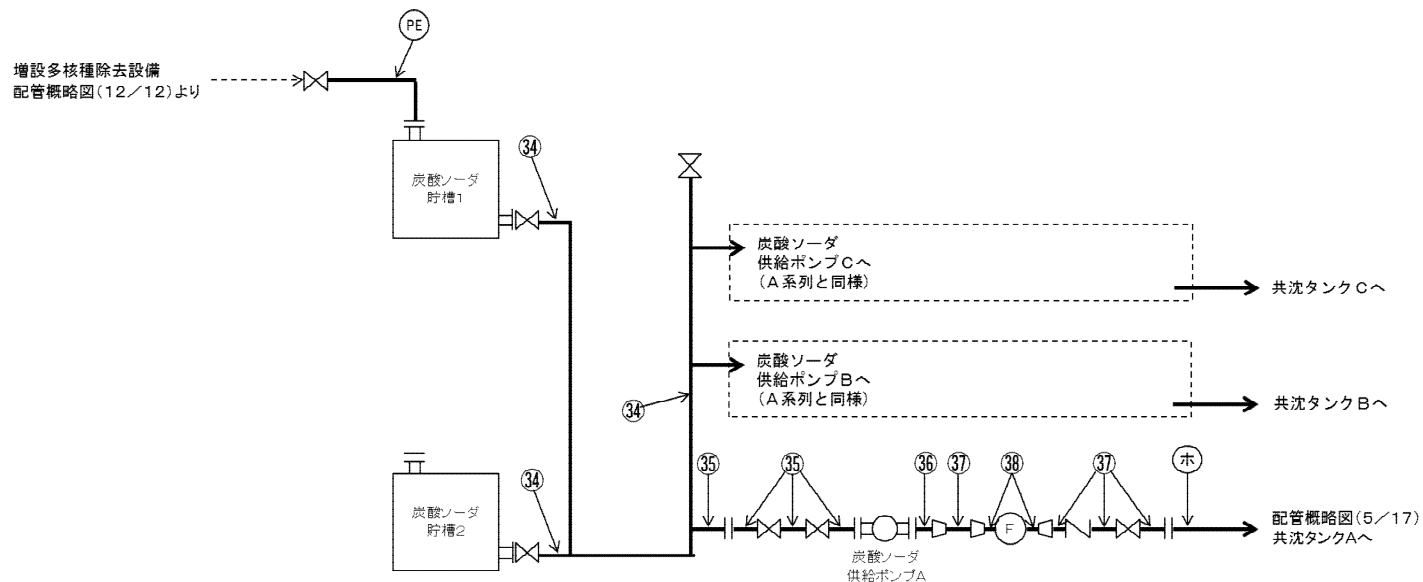 PE
増設多核種除去設備
配管概略図(12/12)より
炭酸ソーダ
貯槽1
㉞
炭酸ソーダ
供給ポンプCへ
(A系列と同様)
共沈タンクCへ
炭酸ソーダ
供給ポンプBへ
(A系列と同様)
共沈タンクBへ
㉞
炭酸ソーダ
貯槽2
㉞
㉟
㉟
㊱
㊲
㊳
㊲
ホ
F
炭酸ソーダ
供給ポンプA
配管概略図(5/17)
共沈タンクAへ